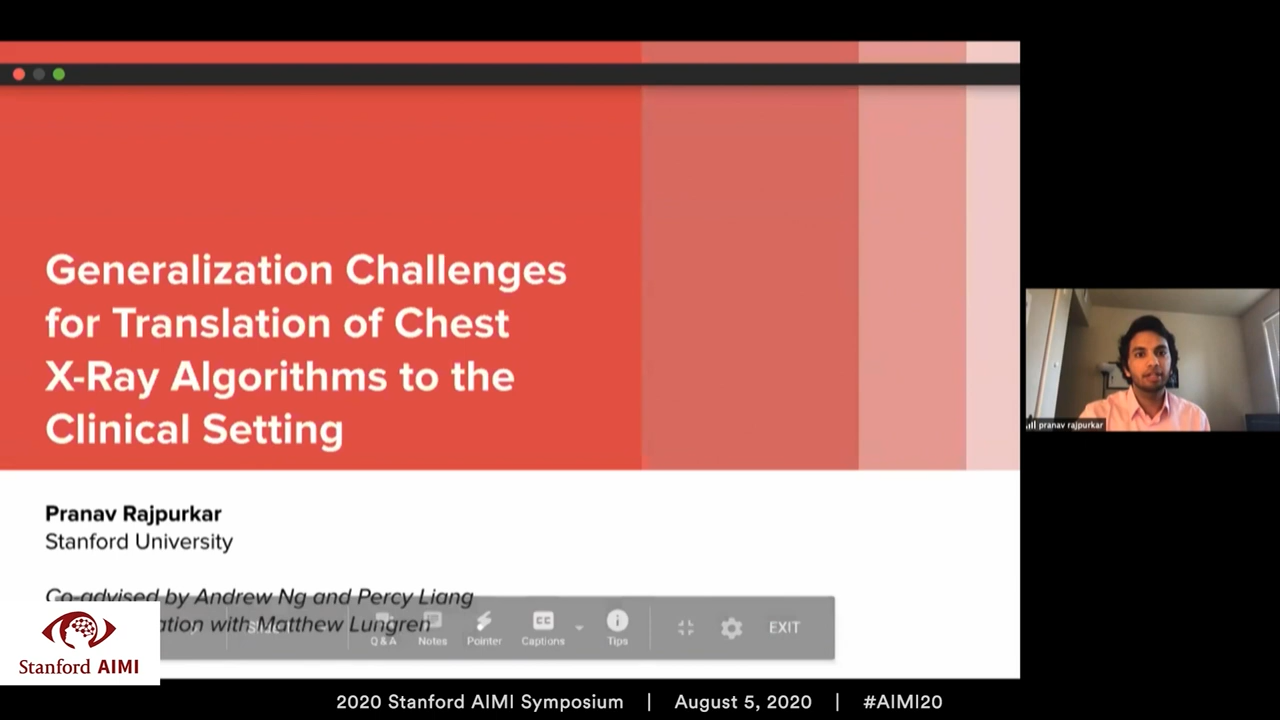 Generalization Challenges
for Translation of Chest
X-Ray Algorithms to the
Clinical Setting
Pranav Rajpurkar
Stanford University
Co-advised by Andrew Ng and Percy Liang
with Matthew Lungren
Q & A
Notes
Pointer
Captions
Tips
EXIT
CC
Stanford AIMI
pranav rajpurkar
2020 Stanford AIMI Symposium | August 5, 2020 | #AIMI20